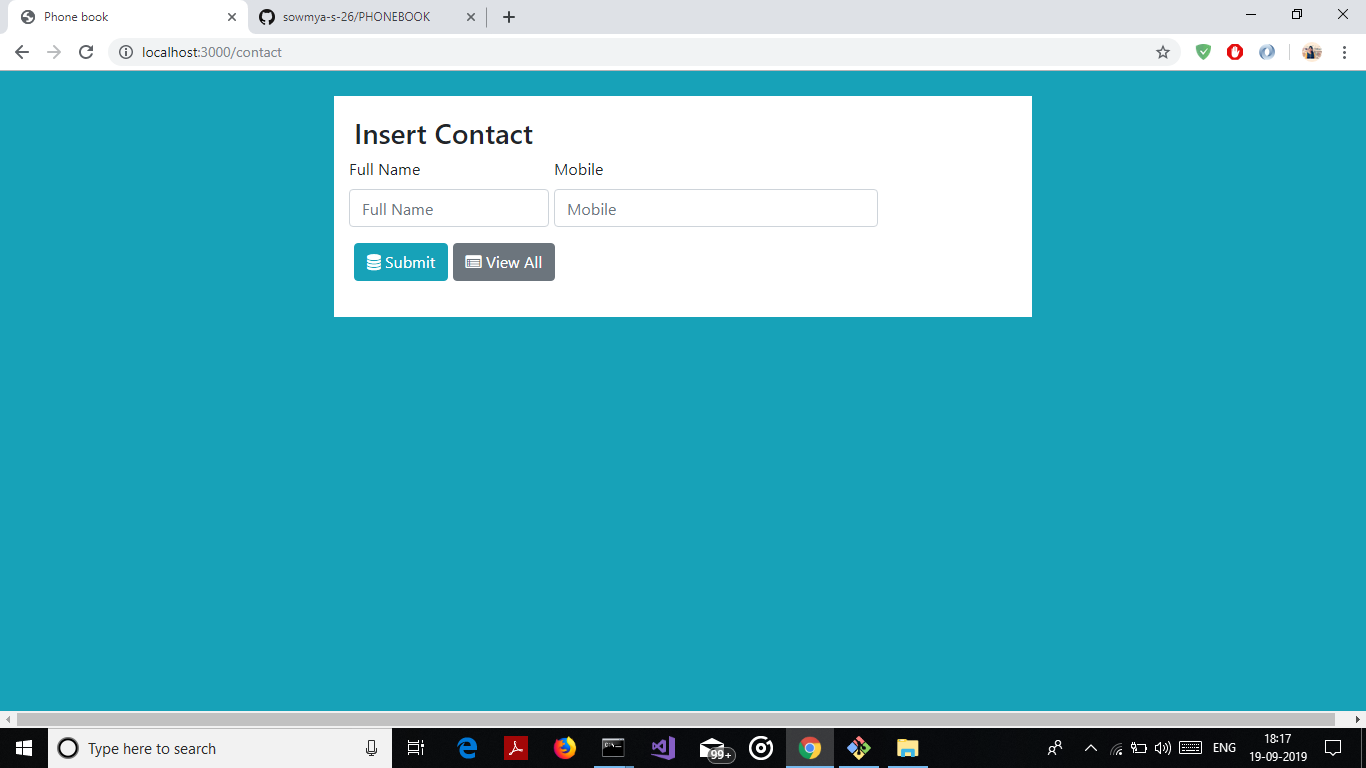 Phone book
sowmya-s-26/PHONEBOOK
localhost:3000/contact
Insert Contact
Full Name Mobile
Full Name Mobile
Submit View All
Type here to search
99+
ENG
18:17
19-09-2019